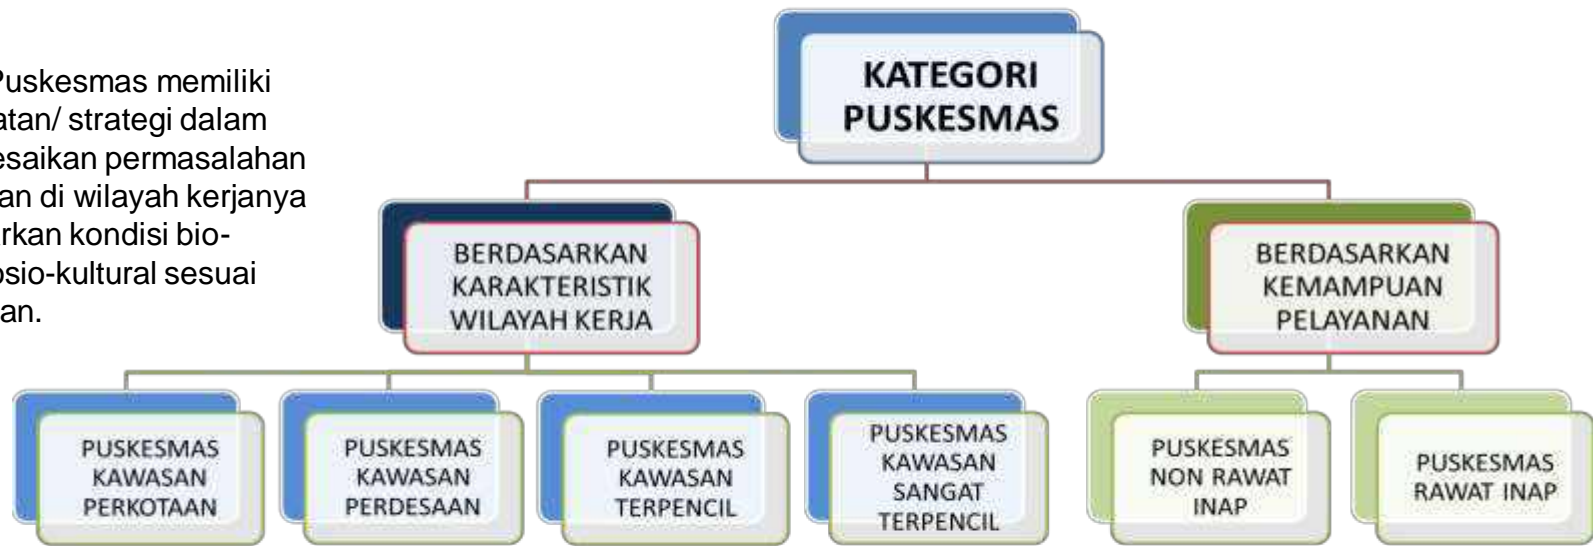 Puskesmas memiliki
atan/ strategi dalam
esaikan permasalahan
an di wilayah kerjanya
arkan kondisi bio-
osio-kultural sesuai
an.
KATEGORI
PUSKESMAS
BERDASARKAN
KARAKTERISTIK
WILAYAH KERJA
BERDASARKAN
KEMAMPUAN
PELAYANAN
PUSKESMAS
KAWASAN
PERKOTAAN
PUSKESMAS
KAWASAN
PERDESAAN
PUSKESMAS
KAWASAN
TERPENCIL
PUSKESMAS
KAWASAN
SANGAT
TERPENCIL
PUSKESMAS
NON RAWAT
INAP
PUSKESMAS
RAWAT INAP